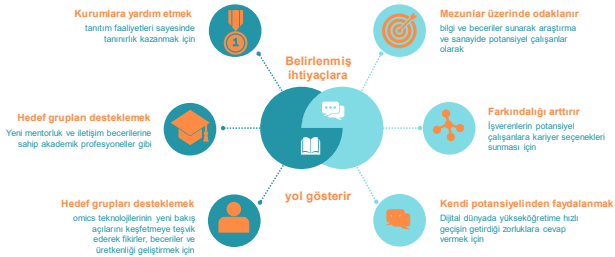 Kurumlara yardım etmek
tanıtım faaliyetleri sayesinde
tanınırlık kazanmak için
1
Hedef grupları desteklemek
Yeni mentorluk ve iletişim becerilerine
sahip akademik profesyoneller gibi
Hedef grupları desteklemek
omics teknolojilerinin yeni bakış
açılarını keşfetmeye teşvik
ederek fikirler, beceriler ve
üretkenliği geliştirmek için
Belirlenmiş
ihtiyaçlara
yol gösterir
Mezunlar üzerinde odaklanır
bilgi ve beceriler sunarak araştırma
ve sanayide potansiyel çalışanlar
olarak
Farkındalığı arttırır
İşverenlerin potansiyel
çalışanlara kariyer seçenekleri
sunması için
Kendi potansiyelinden faydalanmak
Dijital dünyada yükseköğretime hızlı
geçişin getirdiği zorluklara cevap
vermek için